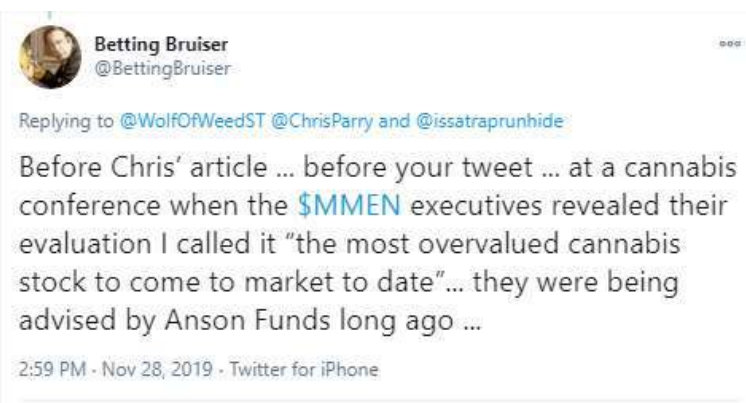 Betting Bruiser
@BettingBruiser
Replying to @WolfOfWeedST @ChrisParry and @issatraprunhide
Before Chris' article ... before your tweet ... at a cannabis
conference when the $MMEN executives revealed their
evaluation I called it “the most overvalued cannabis
stock to come to market to date”... they were being
advised by Anson Funds long ago ...
2:59 PM · Nov 28, 2019 · Twitter for iPhone